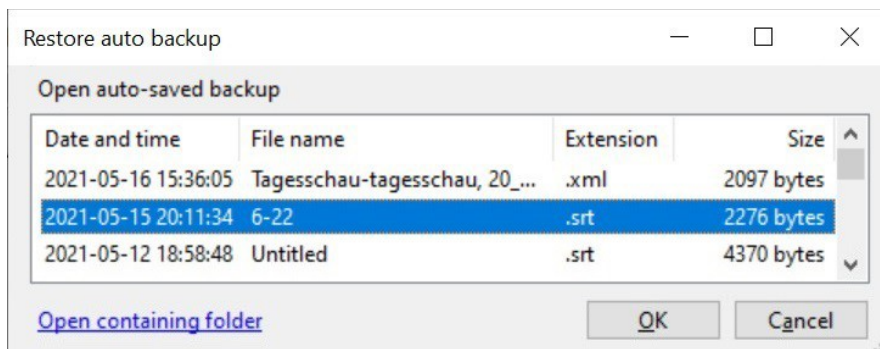 Restore auto backup
Open auto-saved backup
Date and time File name Extension Size
2021-05-16 15:36:05 Tagesschau-tagesschau, 20_... .xml 2097 bytes
2021-05-15 20:11:34 6-22 .srt 2276 bytes
2021-05-12 18:58:48 Untitled .srt 4370 bytes
Open containing folder OK Cancel